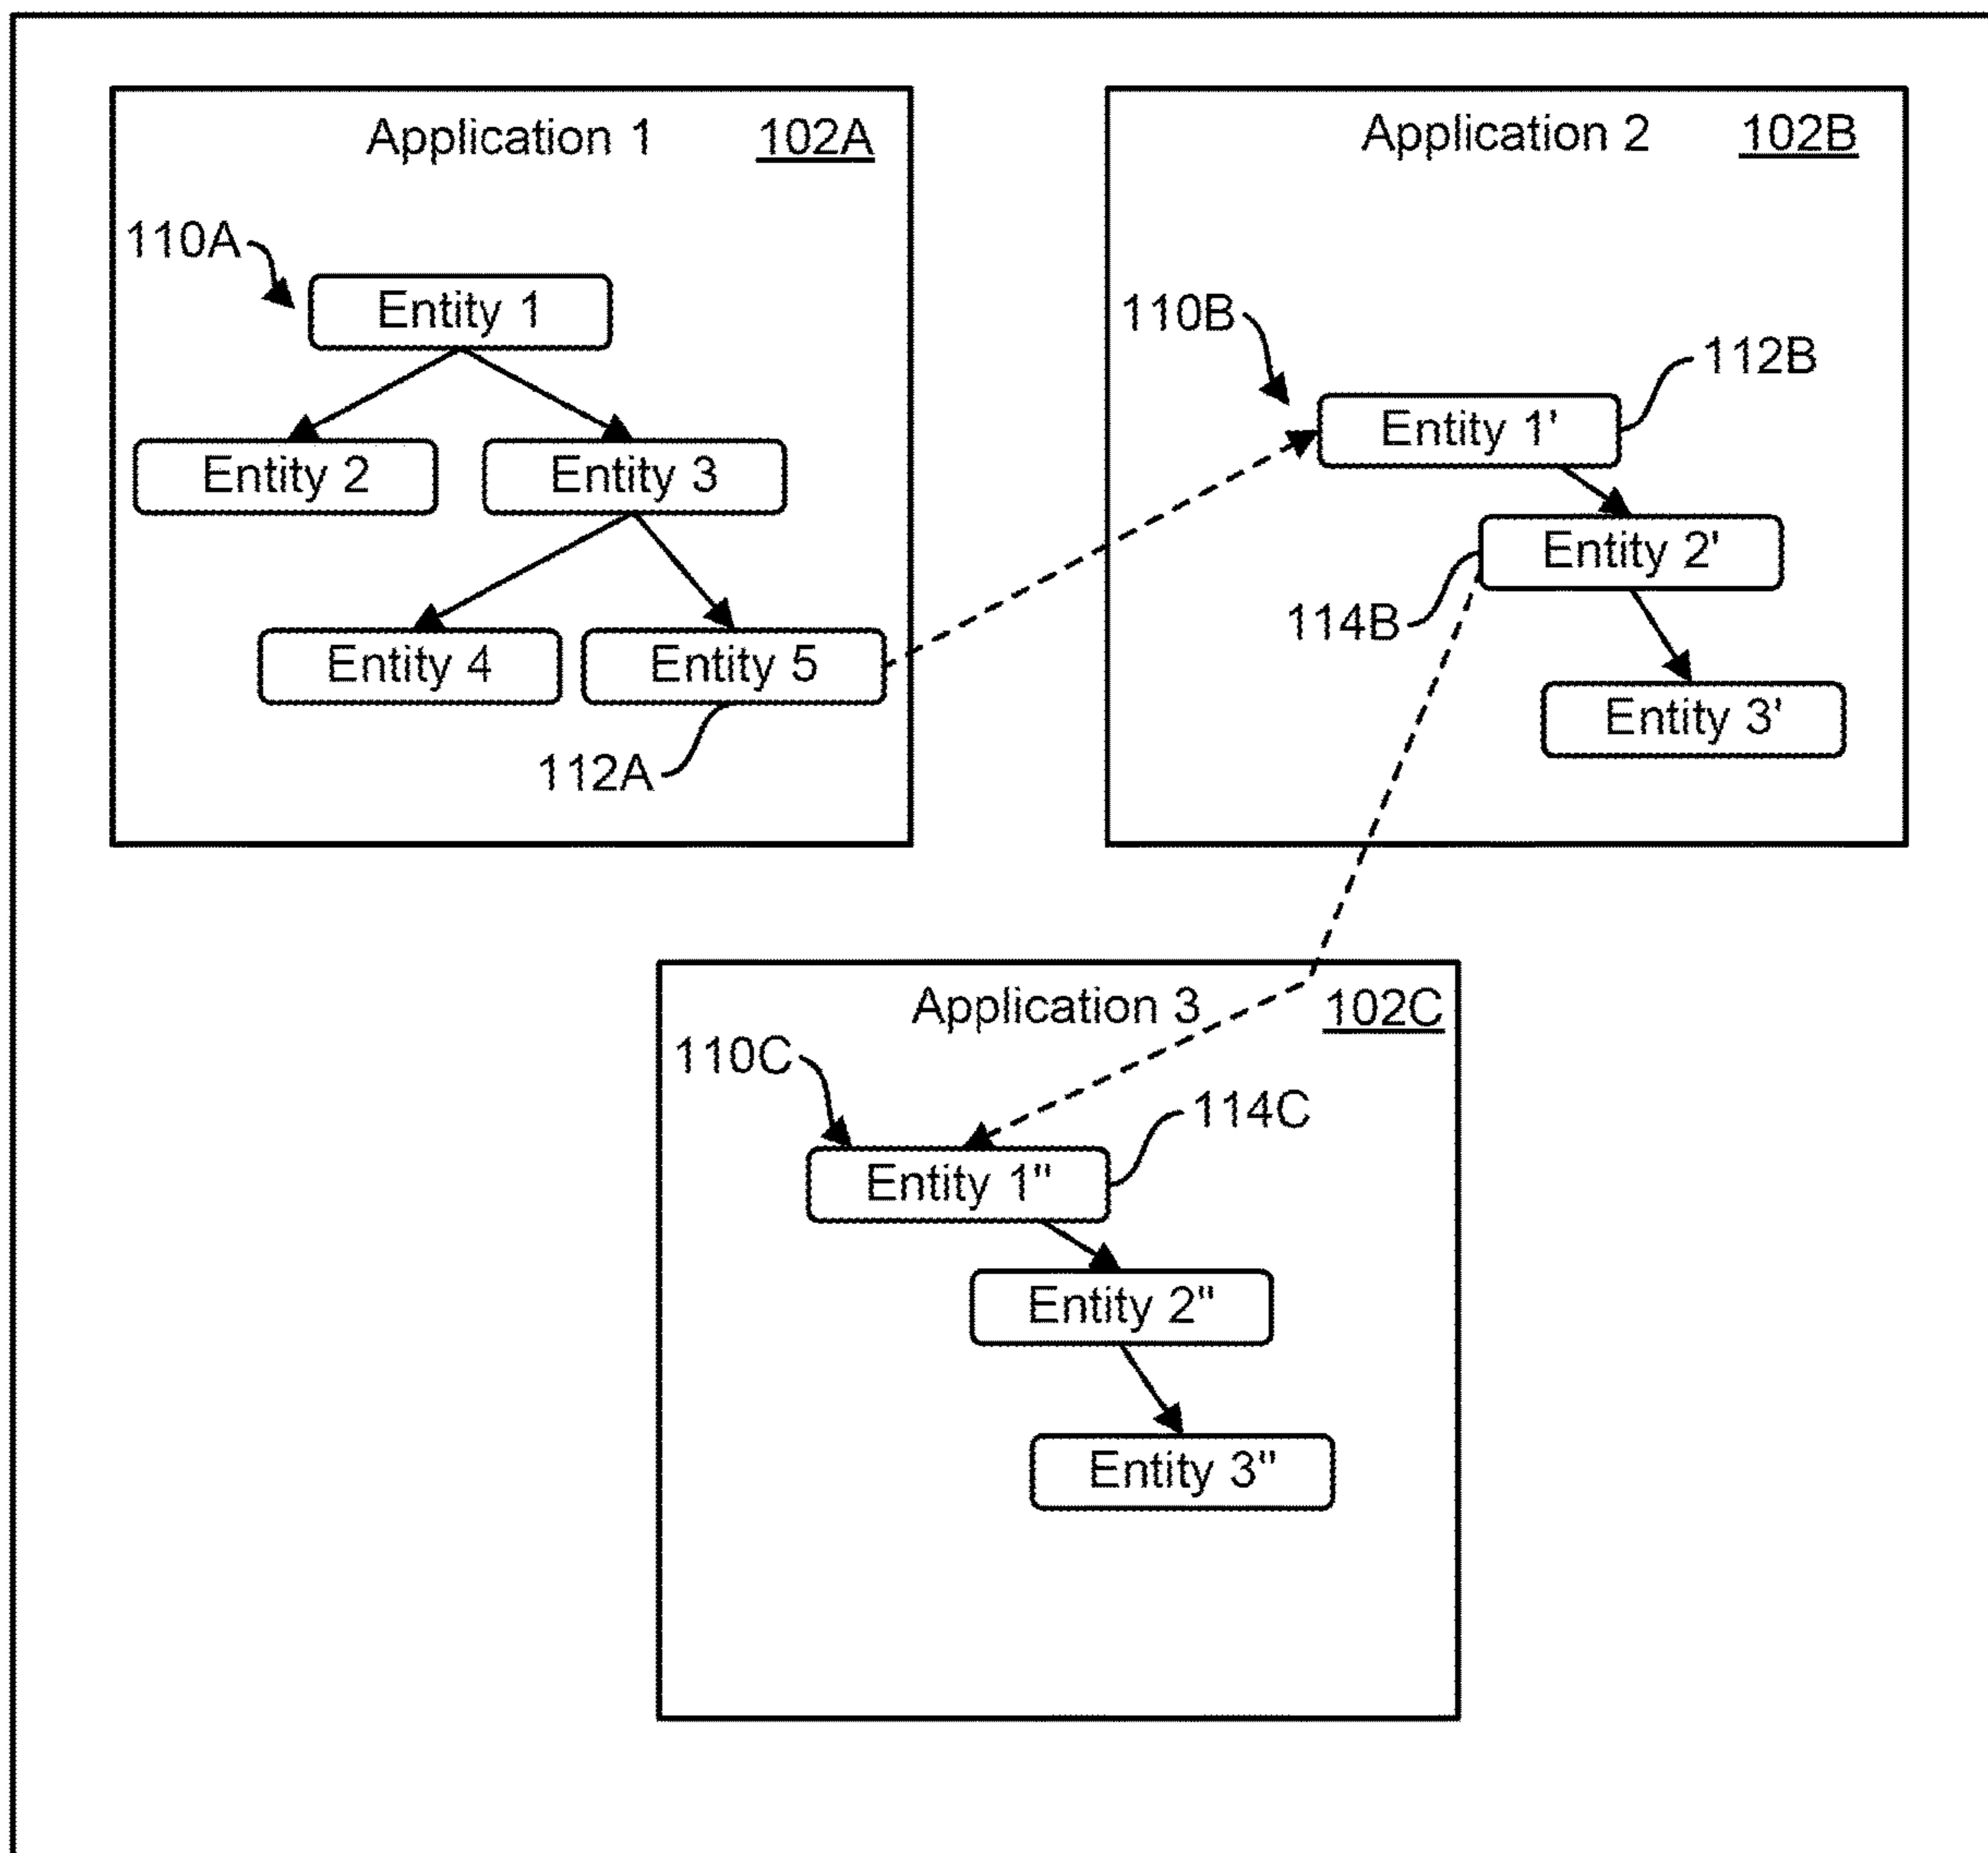 Application 1 102A
110A
Entity 1
Entity 2 Entity 3
Entity 4 Entity 5
112A
Application 2 102B
110B
112B
Entity 1'
Entity 2'
114B
Entity 3'
Application 3 102C
110C
114C
Entity 1"
Entity 2"
Entity 3"